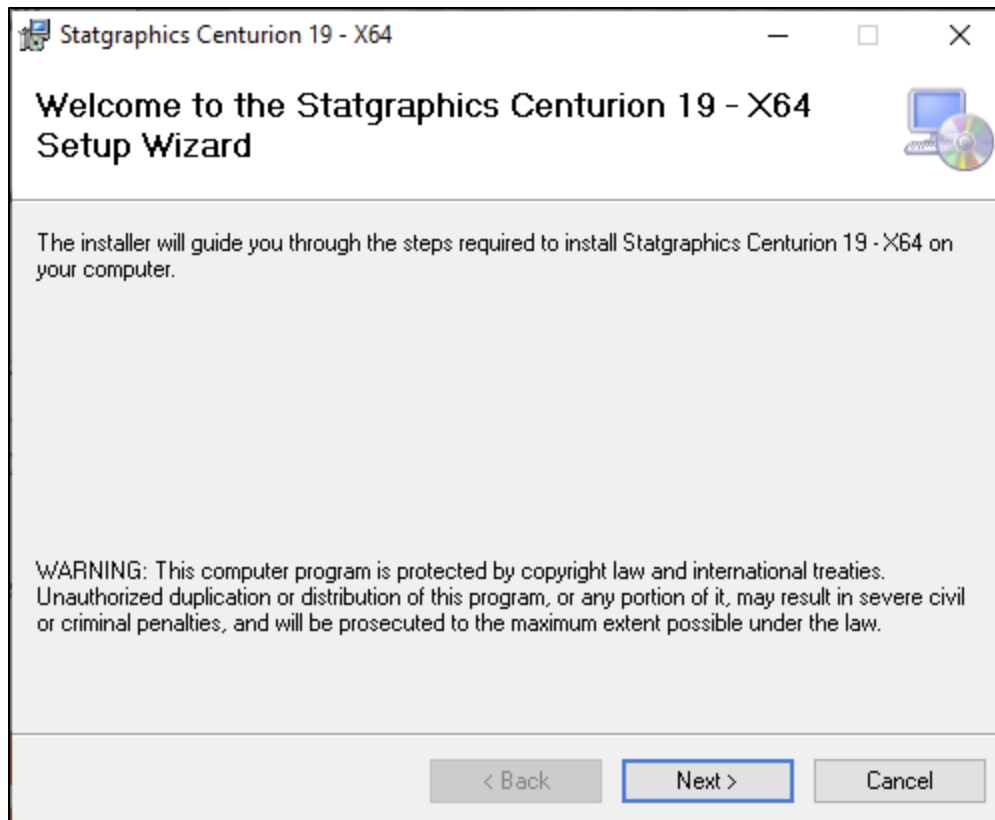 Statgraphics Centurion 19 - X64
Welcome to the Statgraphics Centurion 19 - X64
Setup Wizard
The installer will guide you through the steps required to install Statgraphics Centurion 19 - X64 on
your computer.
WARNING: This computer program is protected by copyright law and international treaties.
Unauthorized duplication or distribution of this program, or any portion of it, may result in severe civil
or criminal penalties, and will be prosecuted to the maximum extent possible under the law.
< Back Next > Cancel